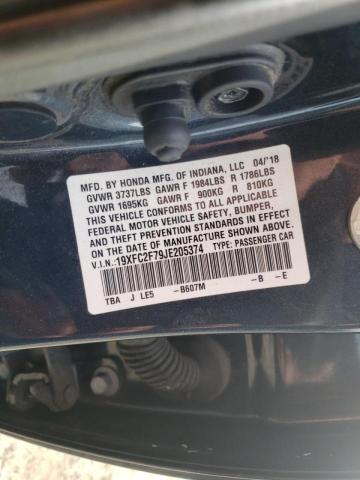 MFD. BY HONDA MFG. OF INDIANA, LLC 04/18
GVWR 3737LBS GAWR F 1984LBS R 1786LBS
GVWR 1695KG GAWR F 900KG R 810KG
THIS VEHICLE CONFORMS TO ALL APPLICABLE
FEDERAL MOTOR VEHICLE SAFETY, BUMPER,
AND THEFT PREVENTION STANDARDS IN EFFECT
ON THE DATE OF MANUFACTURE SHOWN ABOVE.
V.I.N.: 19XFC2F79JE205374 TYPE: PASSENGER CAR
TBA J LE5 -B607M -B -E